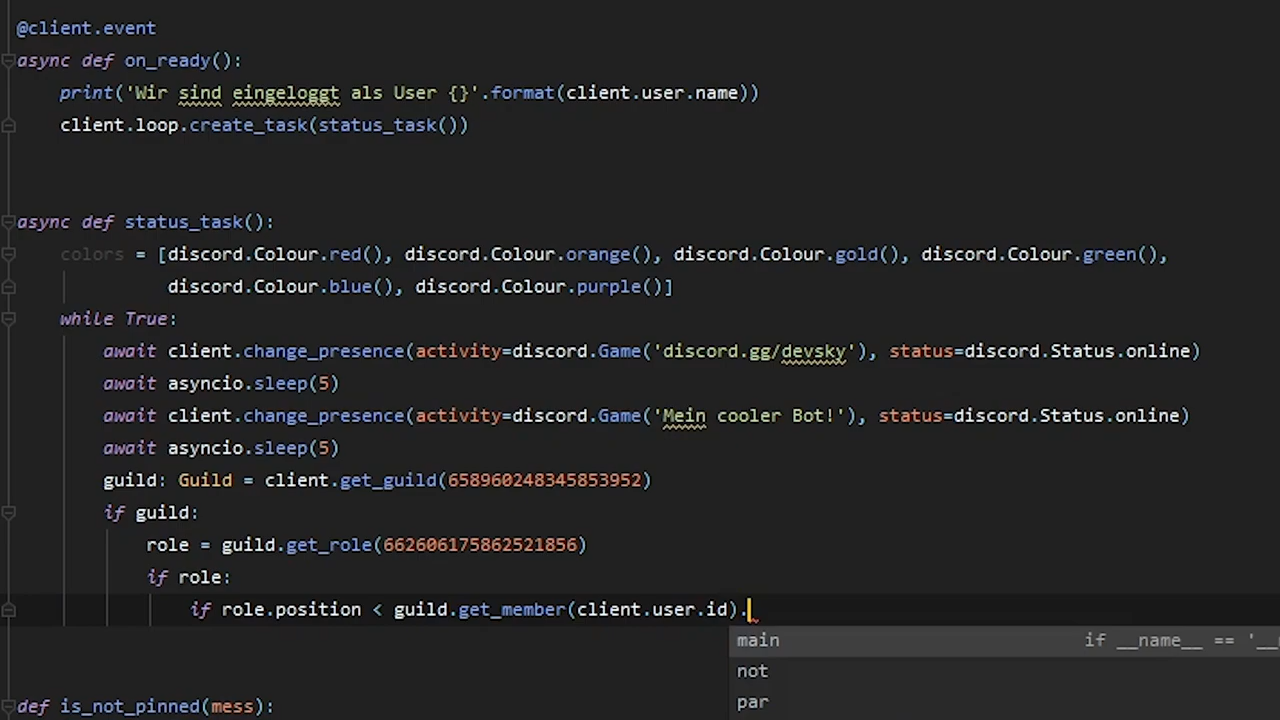 @client.event
async def on_ready():
    print('Wir sind eingeloggt als User {}'.format(client.user.name))
    client.loop.create_task(status_task())
async def status_task():
    colors = [discord.Colour.red(), discord.Colour.orange(), discord.Colour.gold(), discord.Colour.green(),
              discord.Colour.blue(), discord.Colour.purple()]
    while True:
        await client.change_presence(activity=discord.Game('discord.gg/devsky'), status=discord.Status.online)
        await asyncio.sleep(5)
        await client.change_presence(activity=discord.Game('Mein cooler Bot!'), status=discord.Status.online)
        await asyncio.sleep(5)
        guild: Guild = client.get_guild(658960248345853952)
        if guild:
            role = guild.get_role(662606175862521856)
            if role:
                if role.position < guild.get_member(client.user.id).
main if __name__ == '__
not
par
def is_not_pinned(mess):